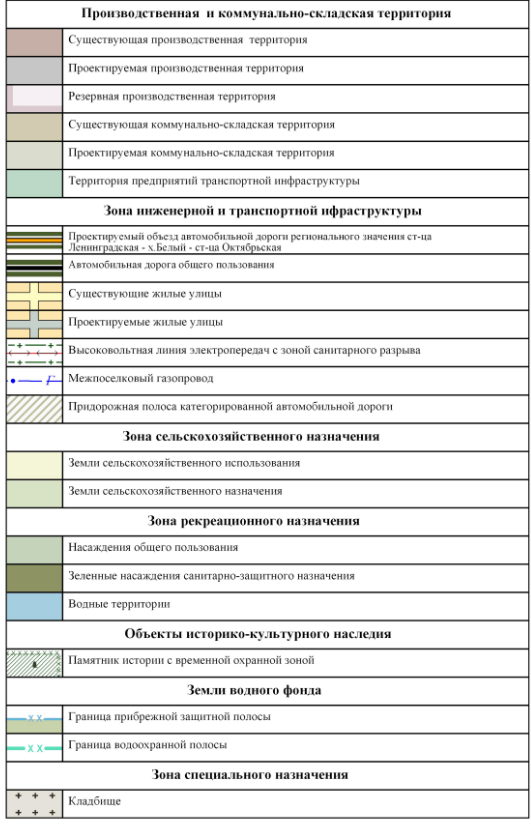 Производственная и коммунально-складская территория
Существующая производственная территория
Проектируемая производственная территория
Резервная производственная территория
Существующая коммунально-складская территория
Проектируемая коммунально-складская территория
Территория предприятий транспортной инфраструктуры
Зона инженерной и транспортной ифраструктуры
Проектируемый объезд автомобильной дороги регионального значения ст-ца
Ленинградская - х.Белый - ст-ца Октябрьская
Автомобильная дорога общего пользования
Существующие жилые улицы
Проектируемые жилые улицы
Высоковольтная линия электропередач с зоной санитарного разрыва
Межпоселковый газопровод
Придорожная полоса категорированной автомобильной дороги
Зона сельскохозяйственного назначения
Земли сельскохозяйственного использования
Земли сельскохозяйственного назначения
Зона рекреационного назначения
Насаждения общего пользования
Зеленные насаждения санитарно-защитного назначения
Водные территории
Объекты историко-культурного наследия
Памятник истории с временной охранной зоной
Земли водного фонда
Граница прибрежной защитной полосы
Граница водоохранной полосы
Зона специального назначения
Кладбище